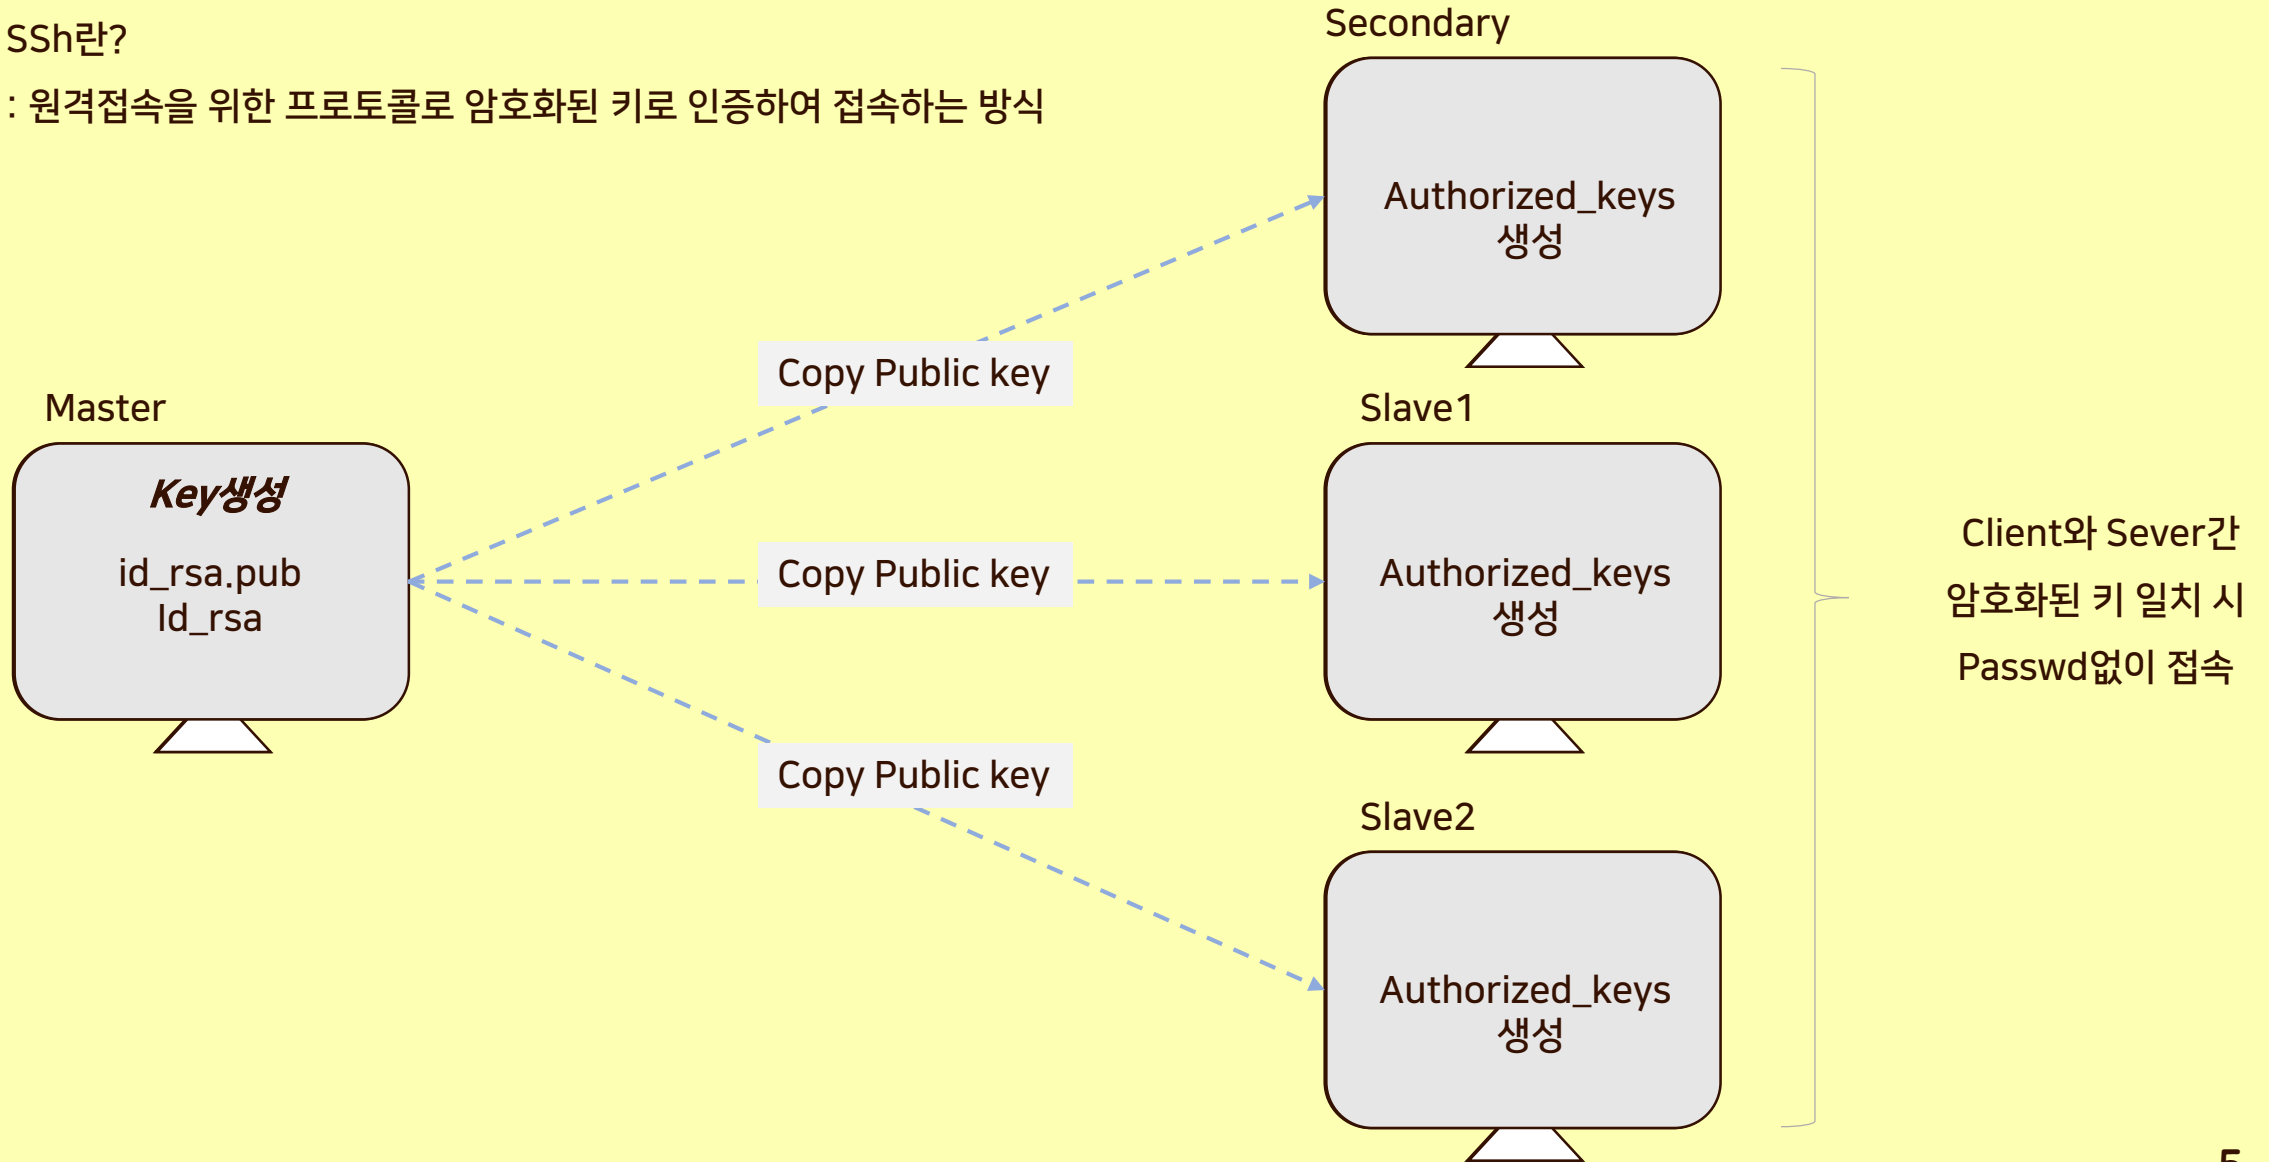 SSh란?
: 원격접속을 위한 프로토콜로 암호화된 키로 인증하여 접속하는 방식
Secondary
Authorized_keys
생성
Copy Public key
Master
Key생성
id_rsa.pub
Id_rsa
Copy Public key
Slave1
Authorized_keys
생성
Client와 Sever간
암호화된 키 일치 시
Passwd없이 접속
Copy Public key
Slave2
Authorized_keys
생성
5